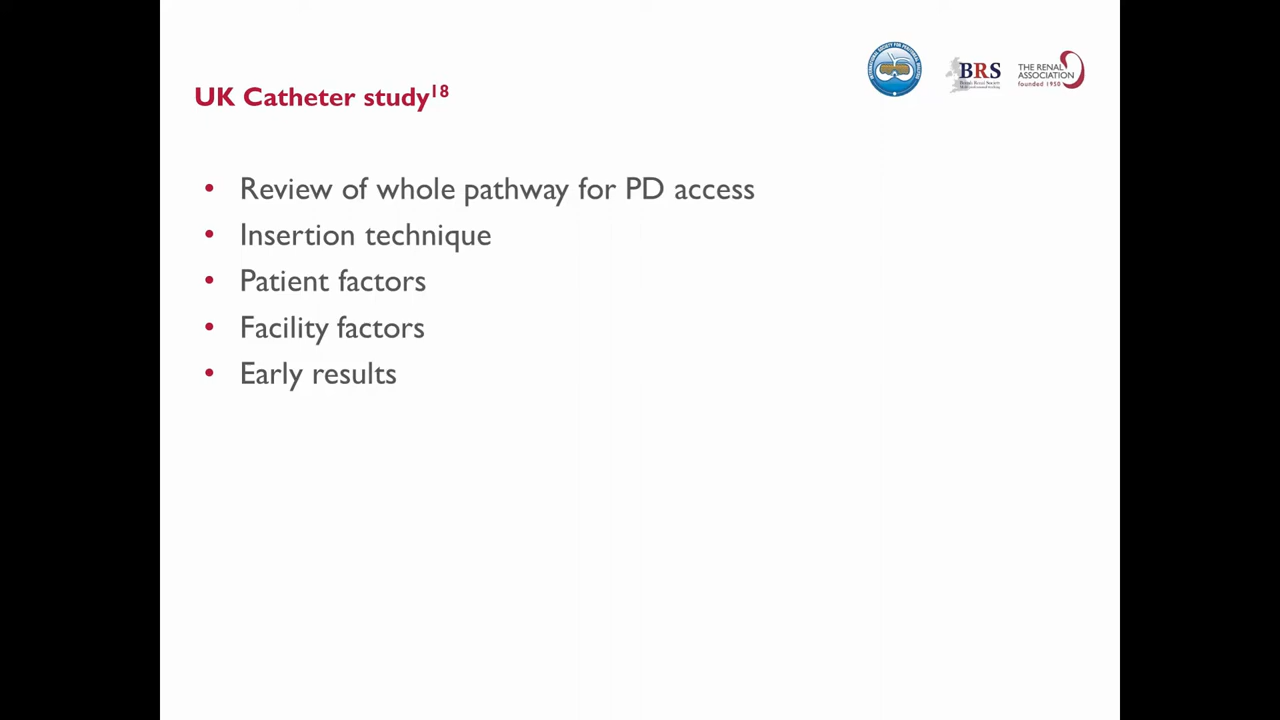 UK Catheter study18
BRS
THE RENAL
ASSOCIATION
founded 1950
• Review of whole pathway for PD access
• Insertion technique
• Patient factors
• Facility factors
• Early results